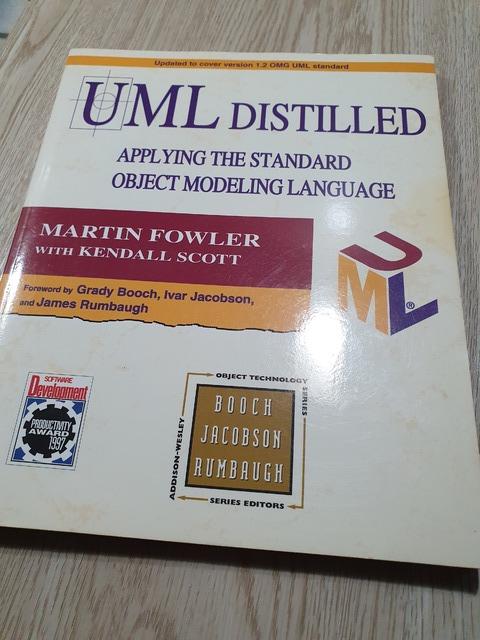 Updated to cover version 1.2 OMG UML standard
UML DISTILLED
APPLYING THE STANDARD
OBJECT MODELING LANGUAGE
MARTIN FOWLER
WITH KENDALL SCOTT
Foreword by Grady Booch, Ivar Jacobson,
and James Rumbaugh
UML®
SOFTWARE
Development
PRODUCTIVITY
AWARD
1997
OBJECT TECHNOLOGY
SERIES
BOOCH
JACOBSON
RUMBAUGH
ADDISON-WESLEY
SERIES EDITORS